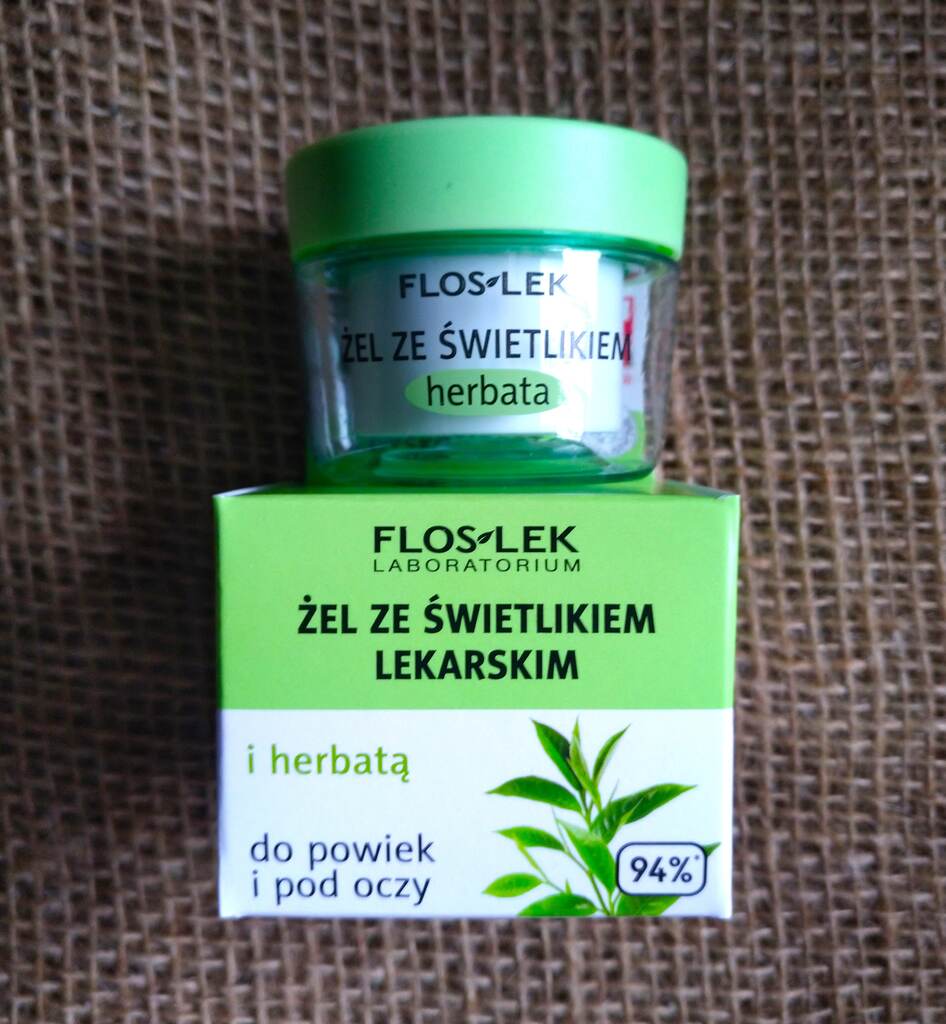 FLOS LEK
ŻEL ZE ŚWIETLIKIEM
herbata
FLOS LEK
LABORATORIUM
ŻEL ZE ŚWIETLIKIEM
LEKARSKIM
i herbatą
do powiek
i pod oczy
94%*